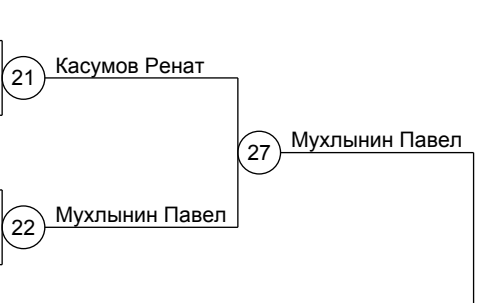 Касумов Ренат
21
Мухлынин Павел
27
Мухлынин Павел
22